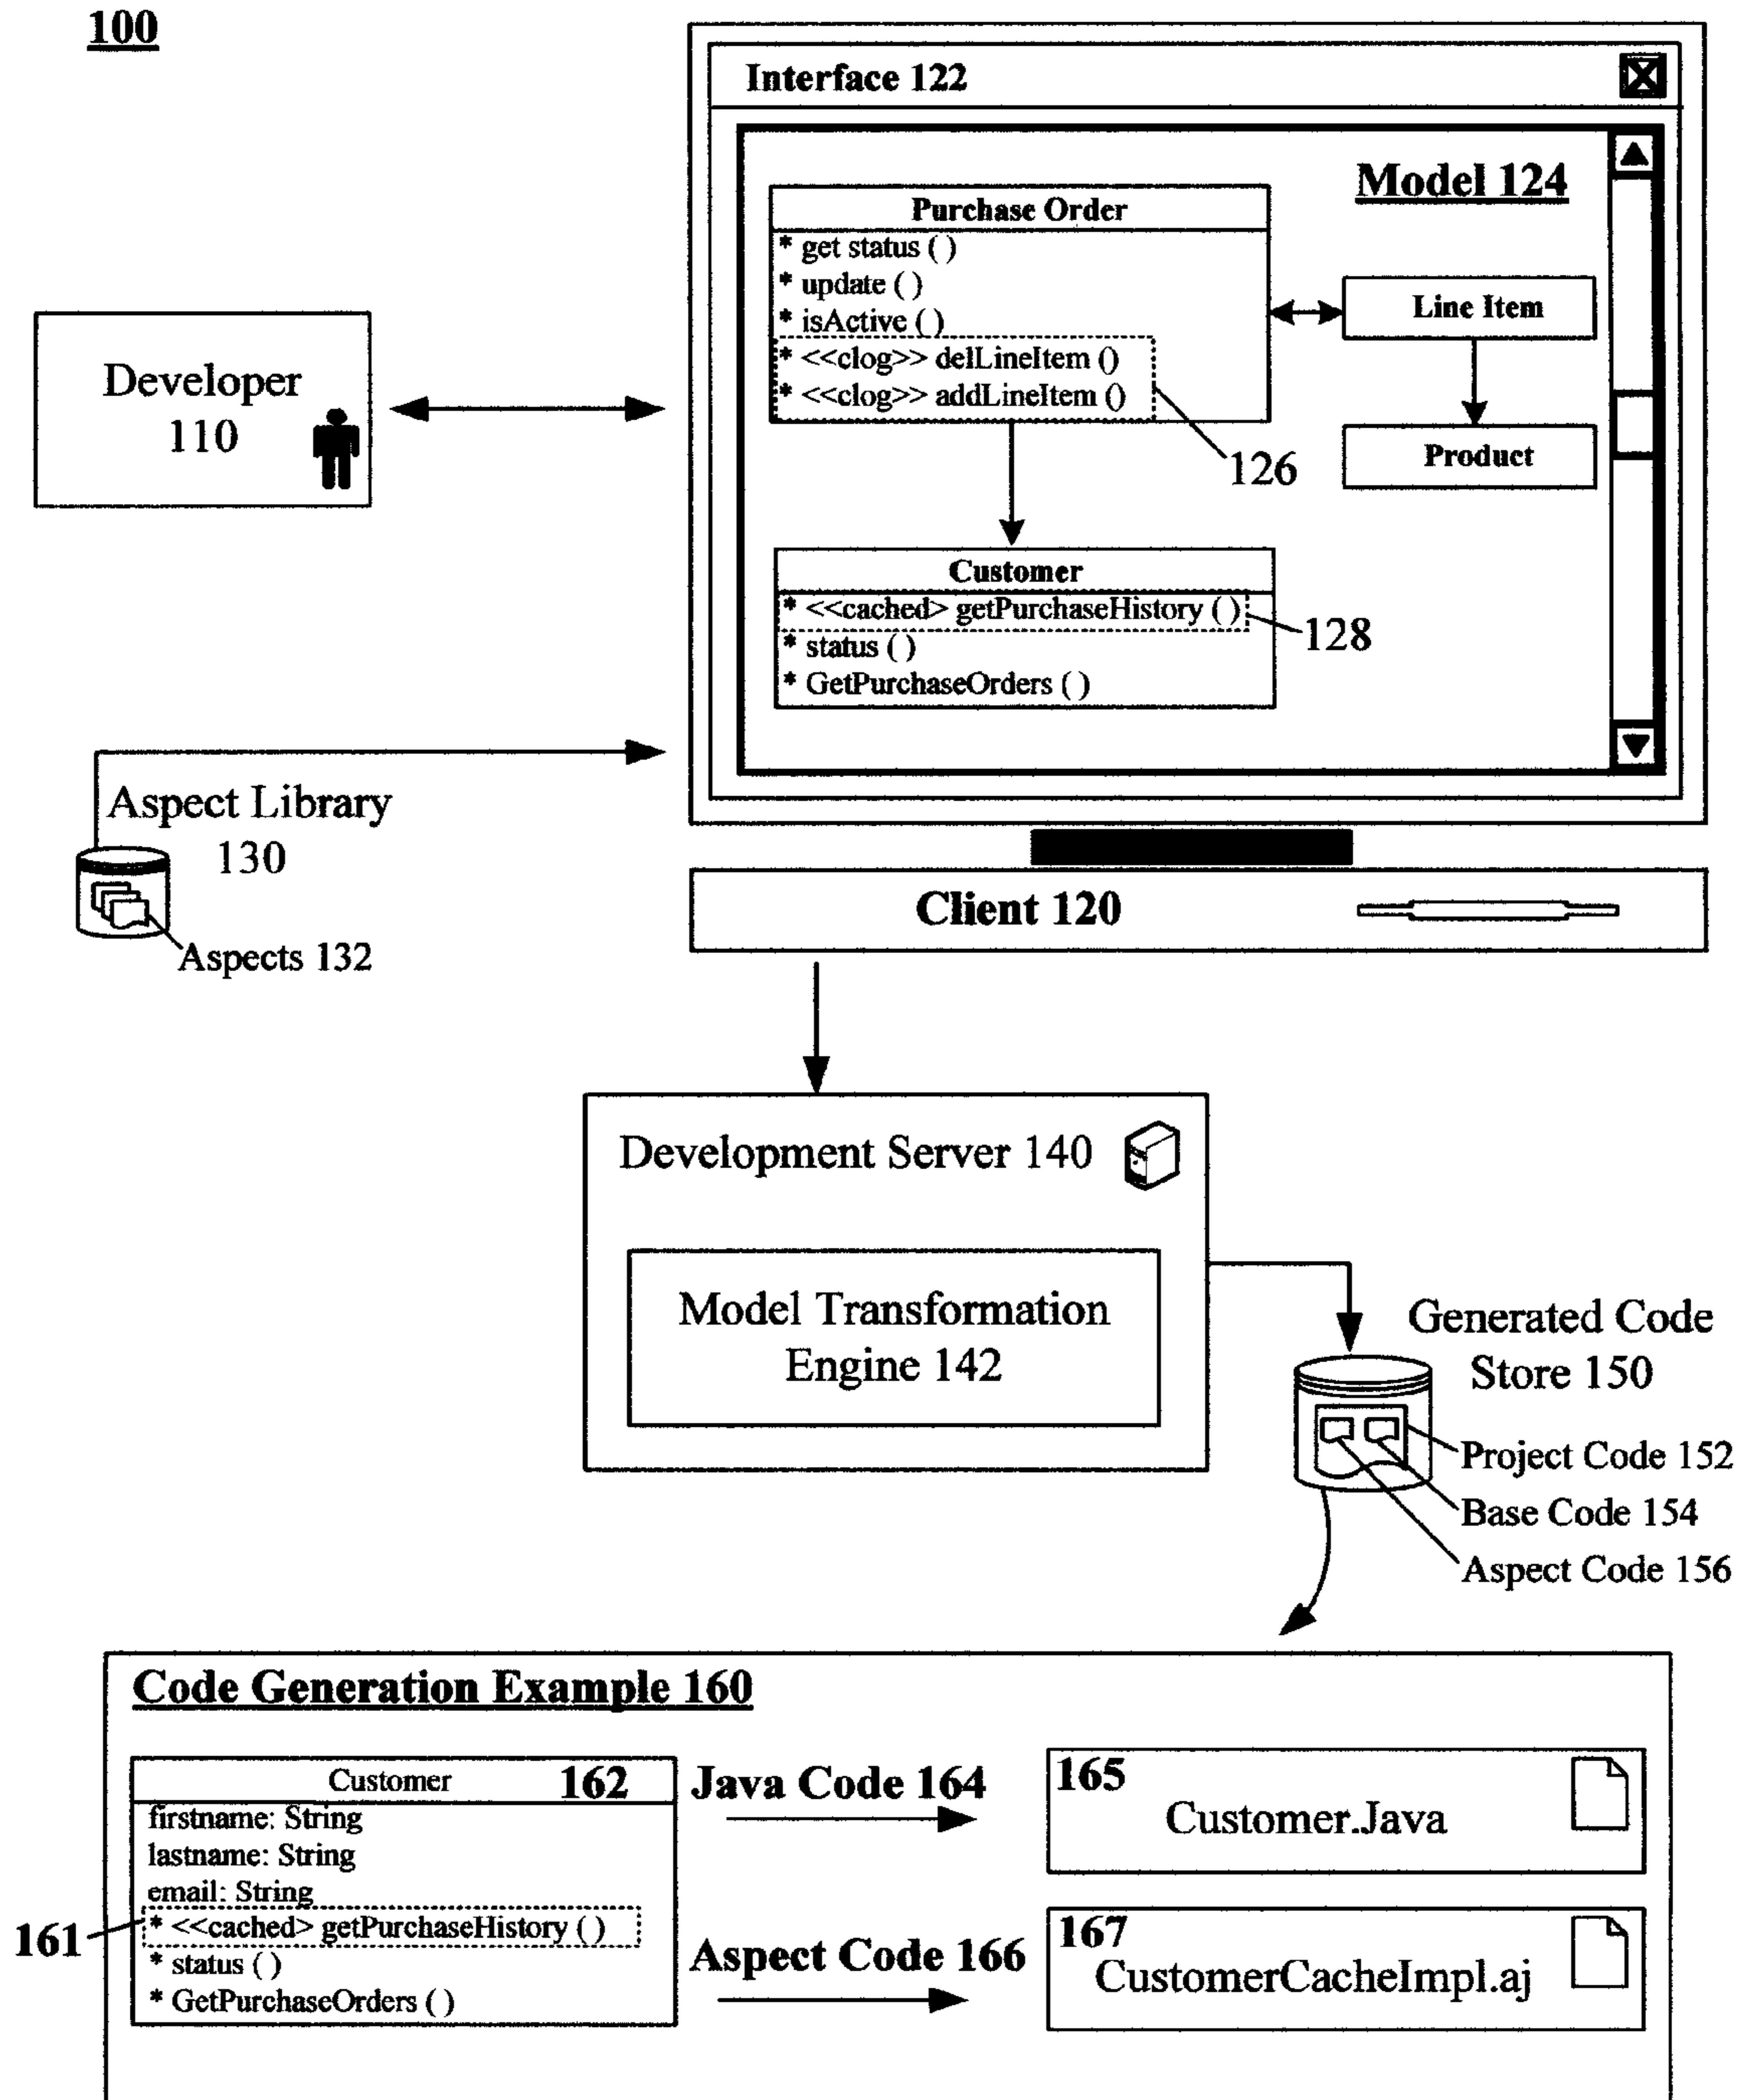 100
Interface 122
Model 124
Purchase Order
* get status ( )
* update ( )
* isActive ( )
* <<clog>> delLineItem ()
* <<clog>> addLineItem ()
126
Line Item
Product
Customer
* <<cached> getPurchaseHistory ( )
* status ( )
* GetPurchaseOrders ( )
128
Developer
110
Aspect Library
130
Aspects 132
Client 120
Development Server 140
Model Transformation
Engine 142
Generated Code
Store 150
Project Code 152
Base Code 154
Aspect Code 156
Code Generation Example 160
Customer 162
firstname: String
lastname: String
email: String
* <<cached> getPurchaseHistory ( )
* status ( )
* GetPurchaseOrders ( )
161
Java Code 164
165
Customer.Java
Aspect Code 166
167
CustomerCacheImpl.aj